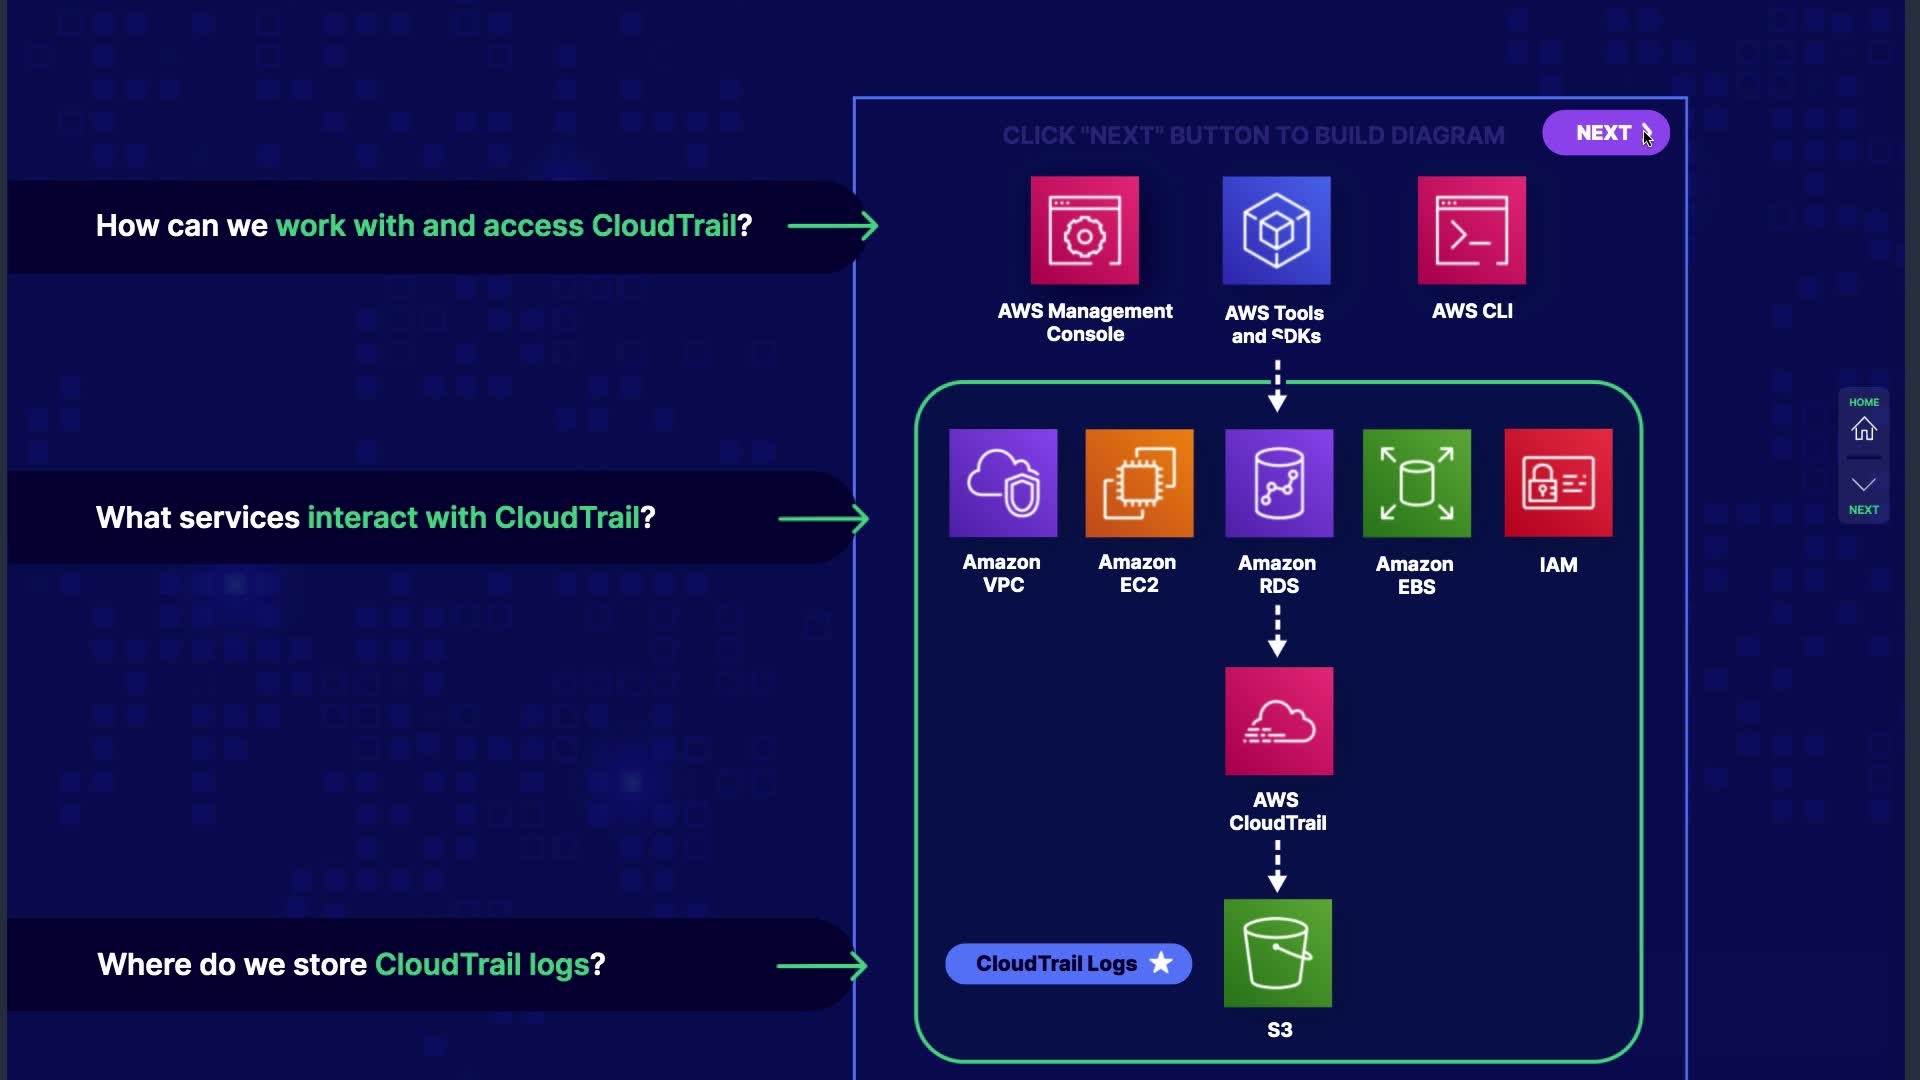 CLICK "NEXT" BUTTON TO BUILD DIAGRAM
NEXT
How can we work with and access CloudTrail?
AWS Management
Console
AWS Tools
and SDKs
AWS CLI
HOME
NEXT
What services interact with CloudTrail?
Amazon
VPC
Amazon
EC2
Amazon
RDS
Amazon
EBS
IAM
AWS
CloudTrail
Where do we store CloudTrail logs?
CloudTrail Logs
S3